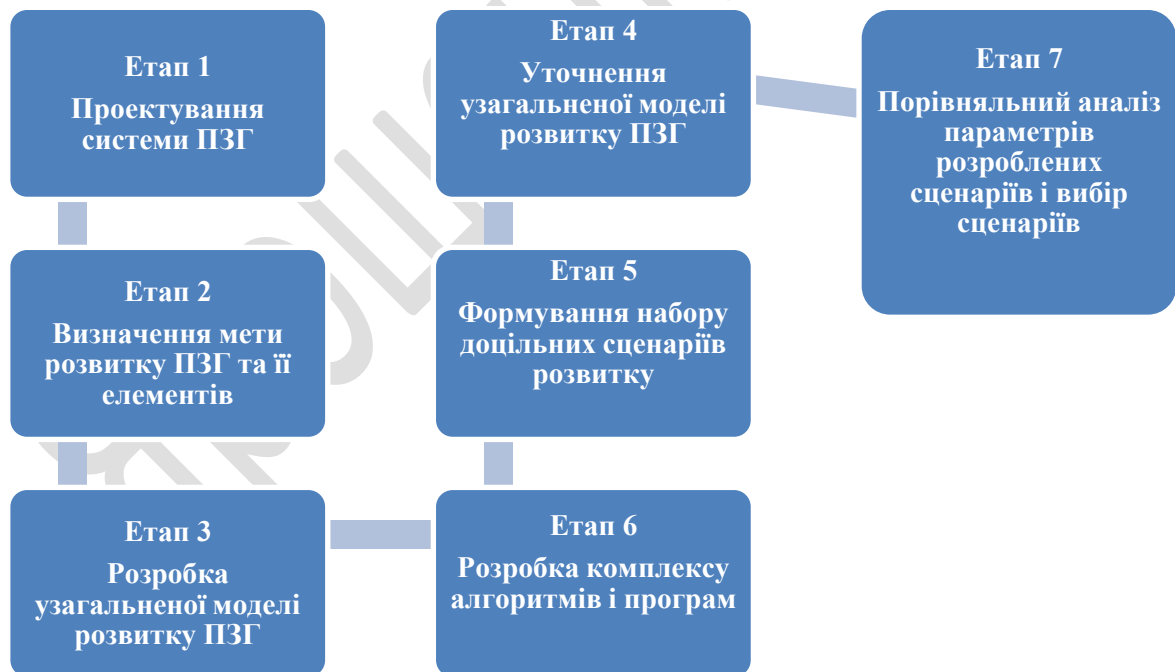 Етап 1
Проектування
системи ПЗГ
Етап 2
Визначення мети
розвитку ПЗГ та її
елементів
Етап 3
Розробка
узагальненої моделі
розвитку ПЗГ
Етап 4
Уточнення
узагальненої моделі
розвитку ПЗГ
Етап 5
Формування набору
доцільних сценаріїв
розвитку
Етап 6
Розробка комплексу
алгоритмів і програм
Етап 7
Порівняльний аналіз
параметрів
розроблених
сценаріїв і вибір
сценаріїв